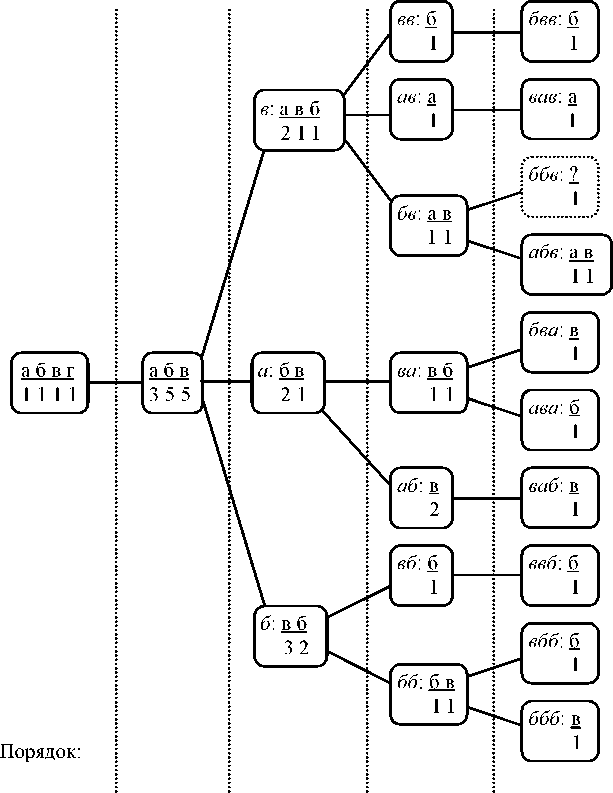 вв: б
1
бвв: б
1
в: а в б
2 1 1
ав: а
1
вав: а
1
ббв: ?
1
бв: а в
1 1
абв: а в
1 1
а б в г
1 1 1 1
а б в
3 5 5
а: б в
2 1
ва: в б
1 1
бва: в
1
ава: б
1
аб: в
2
ваб: в
1
вб: б
1
ввб: б
1
б: в б
3 2
бб: б в
1 1
вбб: б
1
ббб: в
1
Порядок: